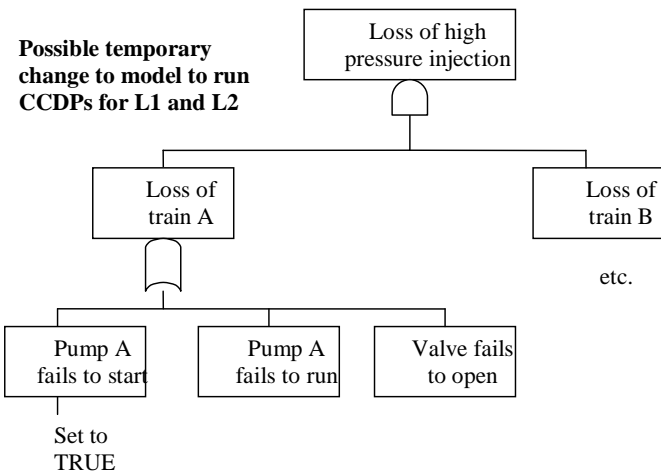 Possible temporary
change to model to run
CCDPs for L1 and L2
Loss of high
pressure injection
Loss of
train A
Loss of
train B
etc.
Pump A
fails to start
Pump A
fails to run
Valve fails
to open
Set to
TRUE